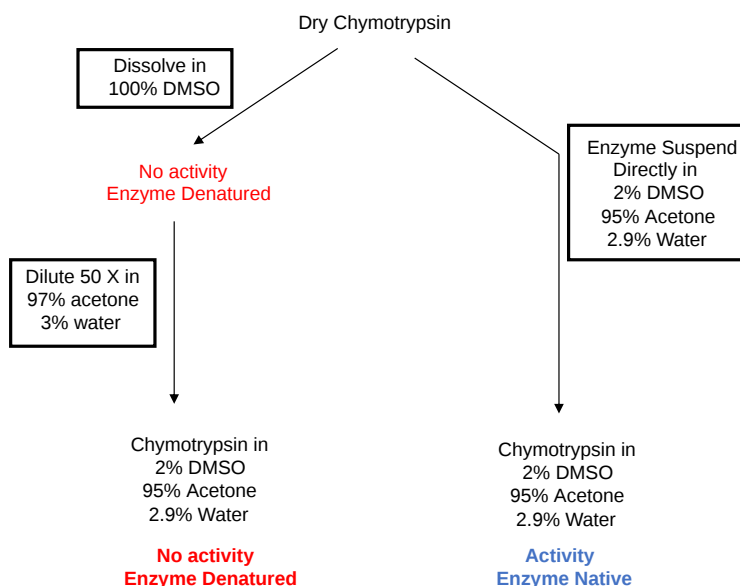 Dry Chymotrypsin
Dissolve in
100% DMSO
No activity
Enzyme Denatured
Dilute 50 X in
97% acetone
3% water
Chymotrypsin in
2% DMSO
95% Acetone
2.9% Water
No activity
Enzyme Denatured
Enzyme Suspend
Directly in
2% DMSO
95% Acetone
2.9% Water
Chymotrypsin in
2% DMSO
95% Acetone
2.9% Water
Activity
Enzyme Native